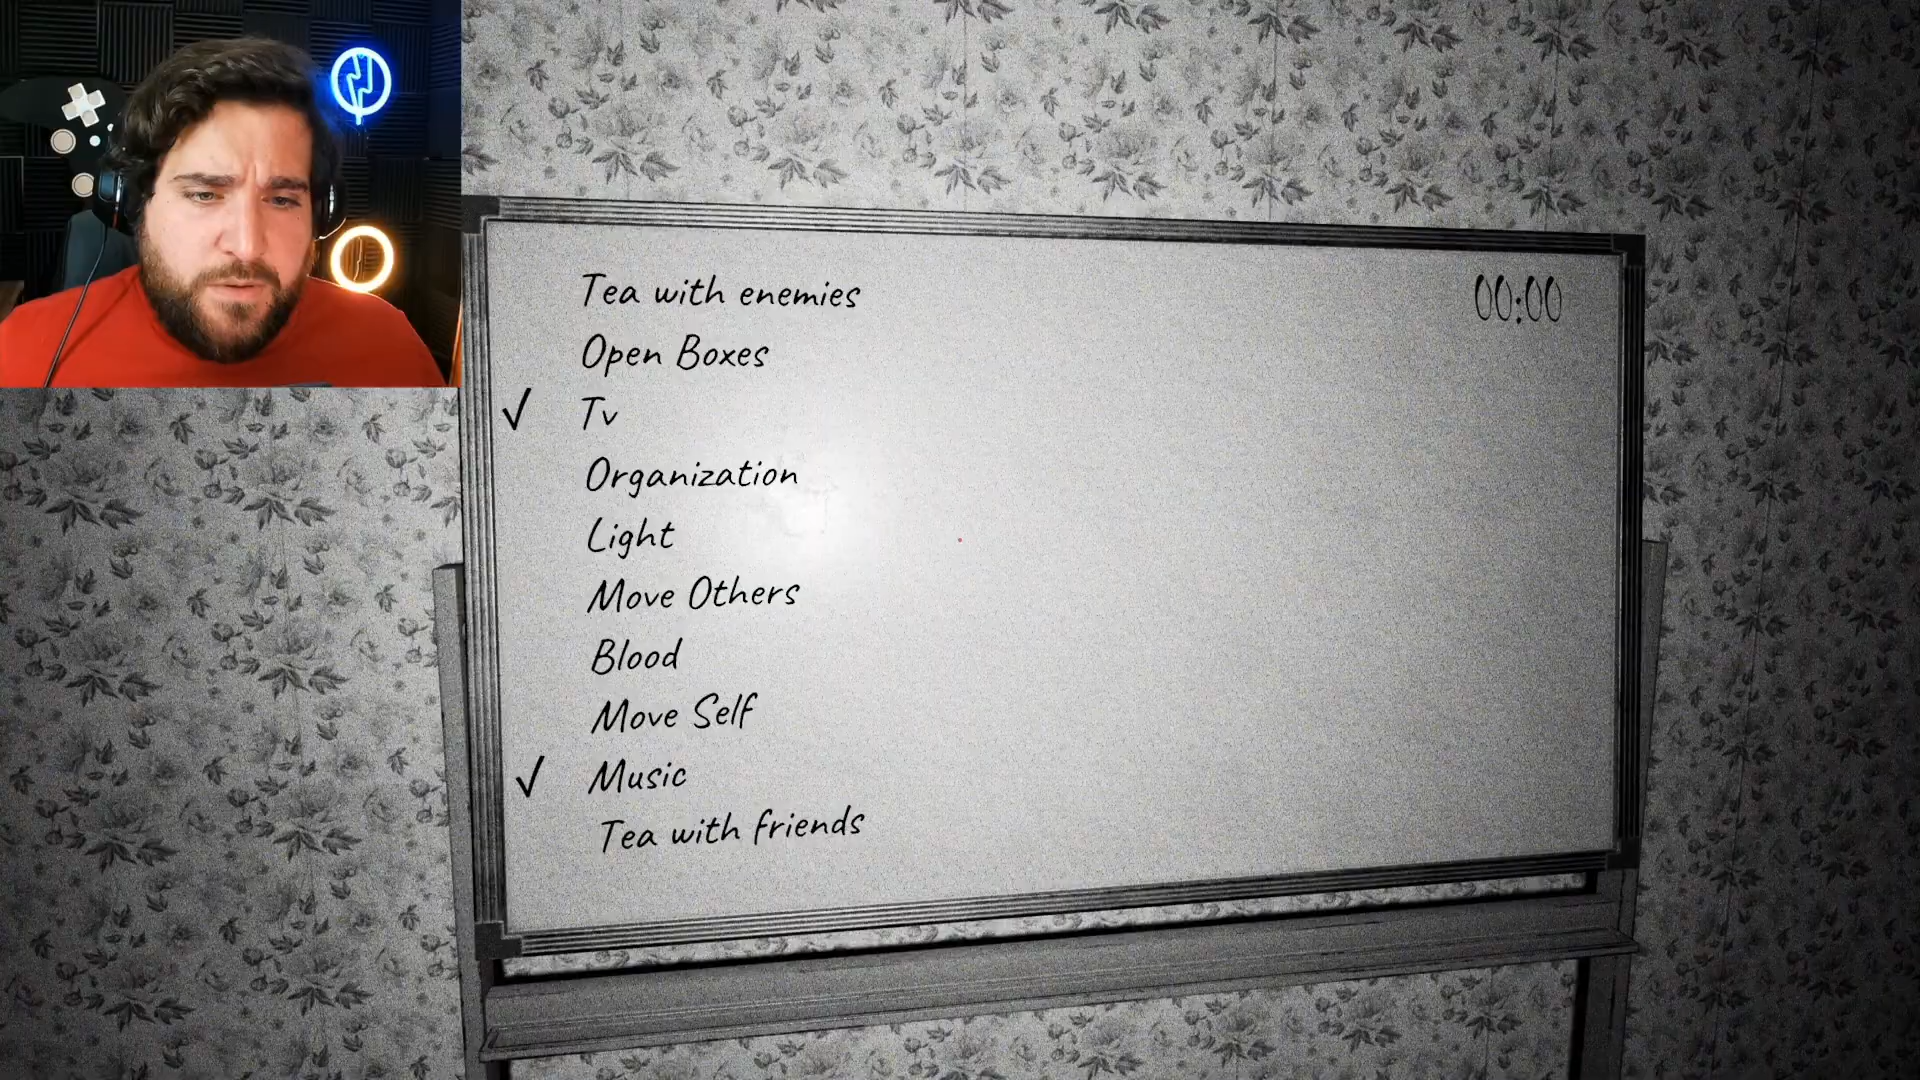 Tea with enemies
00:00
Open Boxes
√ Tv
Organization
Light
Move Others
Blood
Move Self
√ Music
Tea with friends